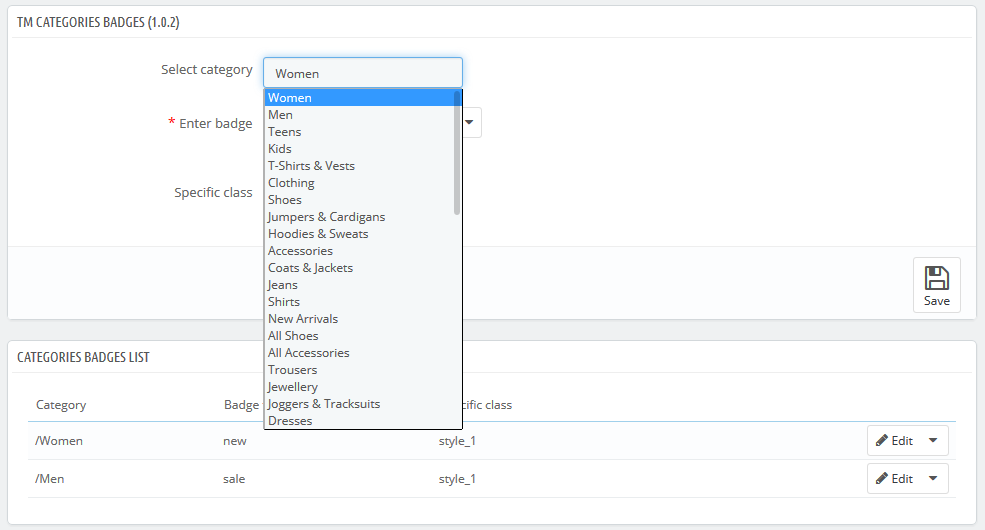 TM CATEGORIES BADGES (1.0.2)
Select category
Women
Women
Men
Teens
Kids
T-Shirts & Vests
Clothing
Shoes
Jumpers & Cardigans
Hoodies & Sweats
Accessories
Coats & Jackets
Jeans
Shirts
New Arrivals
All Shoes
All Accessories
Trousers
Jewellery
Joggers & Tracksuits
Dresses
* Enter badge
Specific class
Save
CATEGORIES BADGES LIST
Category Badge cific class
/Women new style_1 Edit
/Men sale style_1 Edit